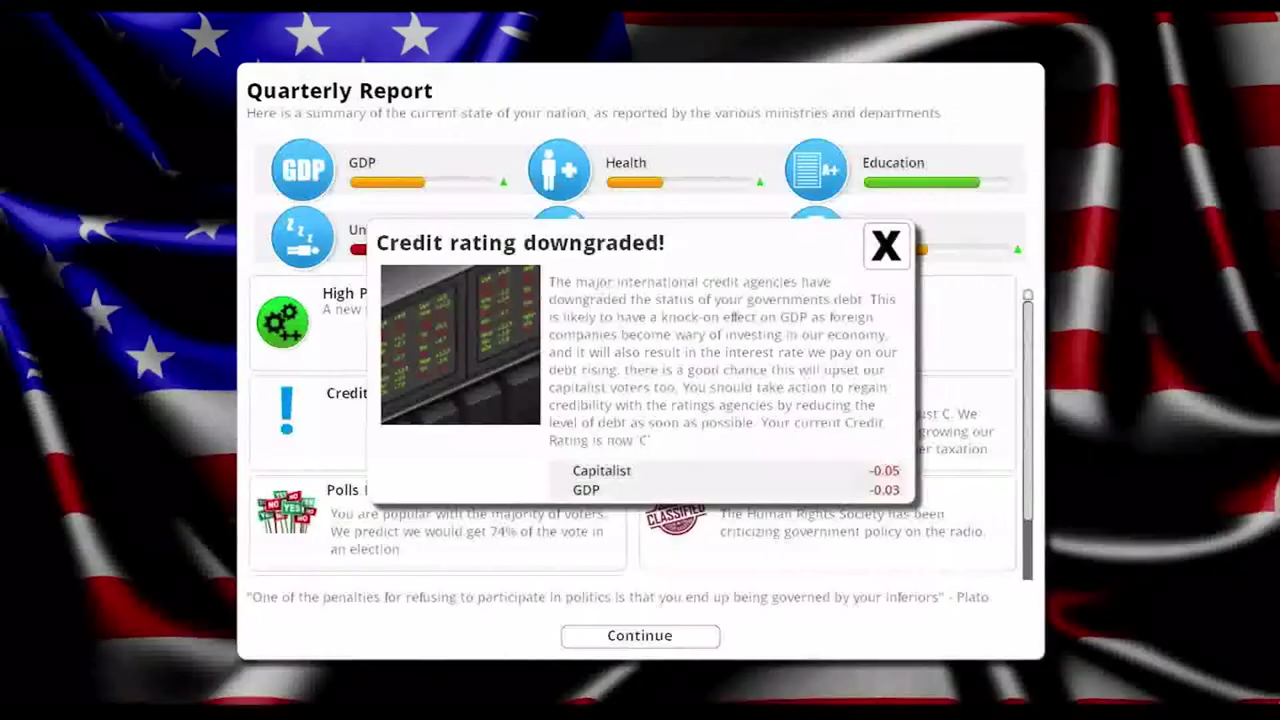 Quarterly Report
Here is a summary of the current state of your nation, as reported by the various ministries and departments
GDP
GDP
Health
A+
Education
z z z
Un
Credit rating downgraded!
X
The major international credit agencies have
downgraded the status of your governments debt. This
is likely to have a knock-on effect on GDP as foreign
companies become wary of investing in our economy,
and it will also result in the interest rate we pay on our
debt rising. there is a good chance this will upset our
capitalist voters too. You should take action to regain
credibility with the ratings agencies by reducing the
level of debt as soon as possible. Your current Credit
Rating is now 'C'
Capitalist -0.05
GDP -0.03
High P
A new
Credit
ust C. We
growing our
er taxation
Polls
You are popular with the majority of voters.
We predict we would get 74% of the vote in
an election
NO YES NO
CLASSIFIED
The Human Rights Society has been
criticizing government policy on the radio.
"One of the penalties for refusing to participate in politics is that you end up being governed by your inferiors" - Plato
Continue